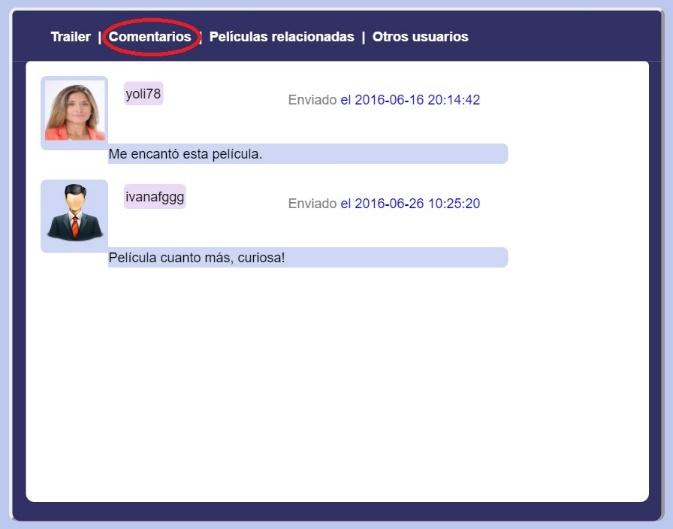 Trailer | Comentarios | Películas relacionadas | Otros usuarios
yoli78
Enviado el 2016-06-16 20:14:42
Me encantó esta película.
ivanafggg
Enviado el 2016-06-26 10:25:20
Película cuanto más, curiosa!